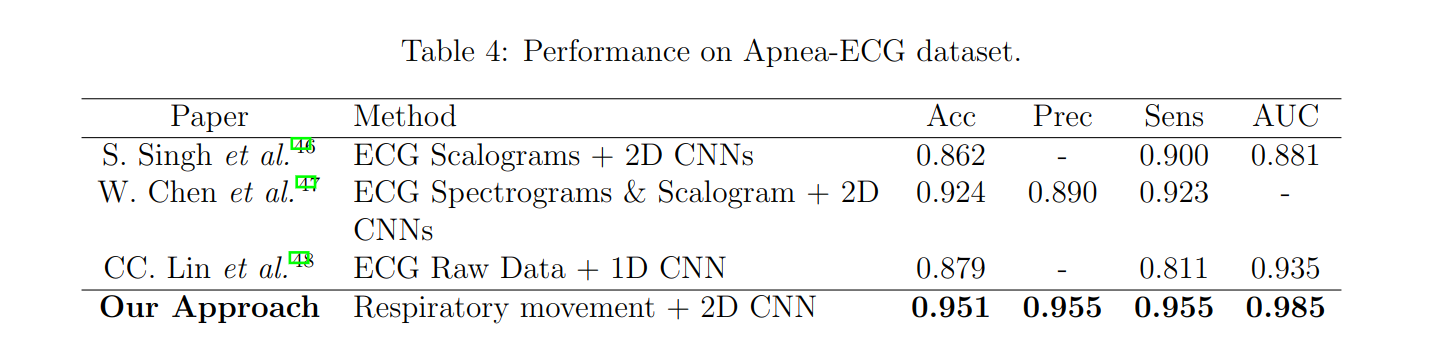 Table 4: Performance on Apnea-ECG dataset.
Paper Method Acc Prec Sens AUC
S. Singh et al.46 ECG Scalograms + 2D CNNs 0.862 - 0.900 0.881
W. Chen et al.47 ECG Spectrograms & Scalogram + 2D 0.924 0.890 0.923 -
CNNs
CC. Lin et al.48 ECG Raw Data + 1D CNN 0.879 - 0.811 0.935
Our Approach Respiratory movement + 2D CNN 0.951 0.955 0.955 0.985